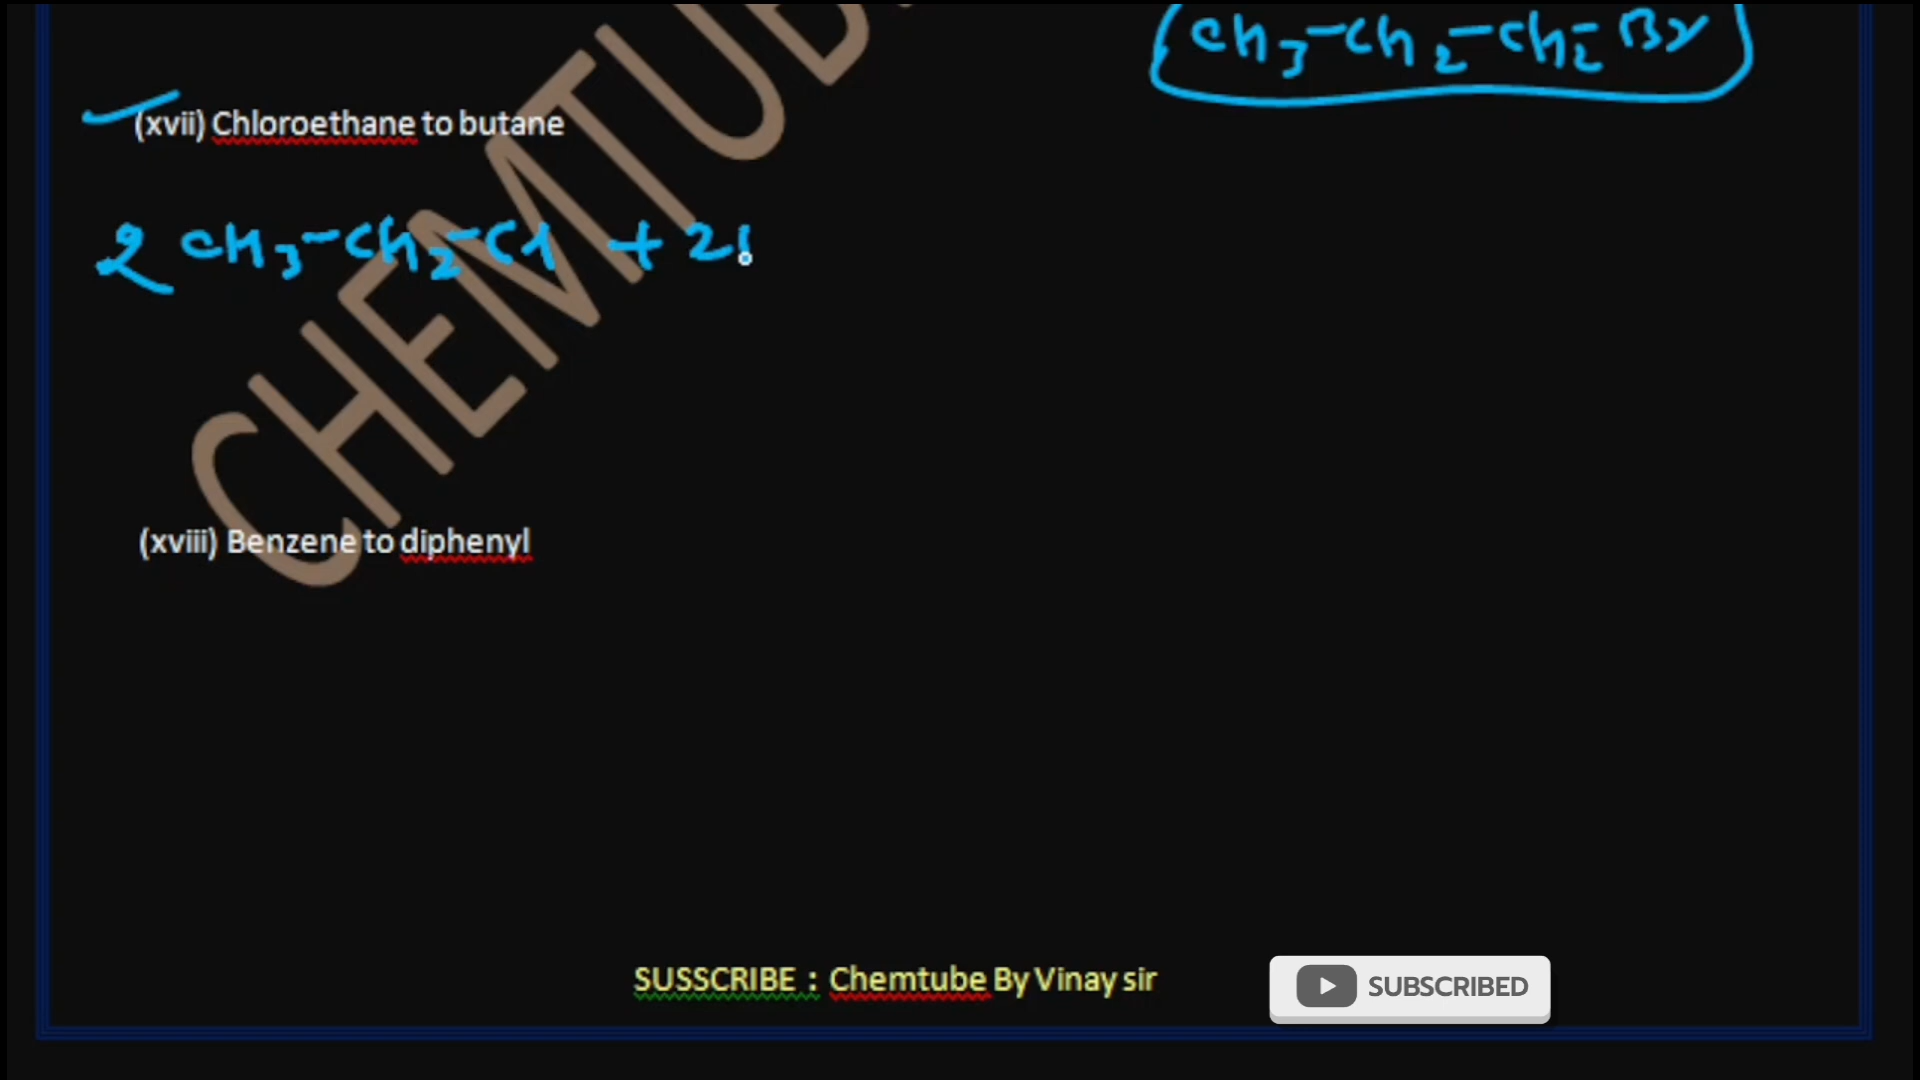 CH3-CH2-CH2-Br
(xvii) Chloroethane to butane
2 CH3-CH2-Cl + 2
(xviii) Benzene to diphenyl
CHEMTUB
SUSSCRIBE : Chemtube By Vinay sir
SUBSCRIBED